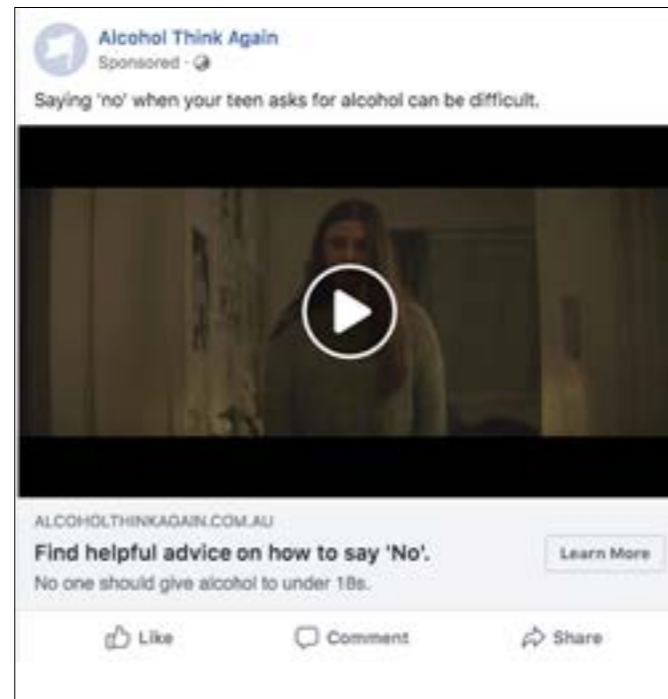 Alcohol Think Again
Sponsored ·
Saying 'no' when your teen asks for alcohol can be difficult.
ALCOHOLTHINKAGAIN.COM.AU
Find helpful advice on how to say 'No'.
Learn More
No one should give alcohol to under 18s.
Like Comment Share